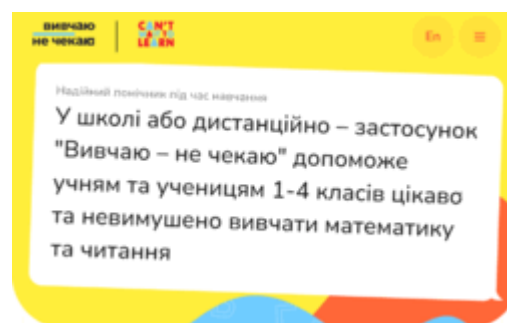 вивчаю
не чекаю
CAN'T
WAIT TO
LEARN
En
Надійний помічник під час навчання
У школі або дистанційно – застосунок
"Вивчаю – не чекаю" допоможе
учням та ученицям 1-4 класів цікаво
та невимушено вивчати математику
та читання